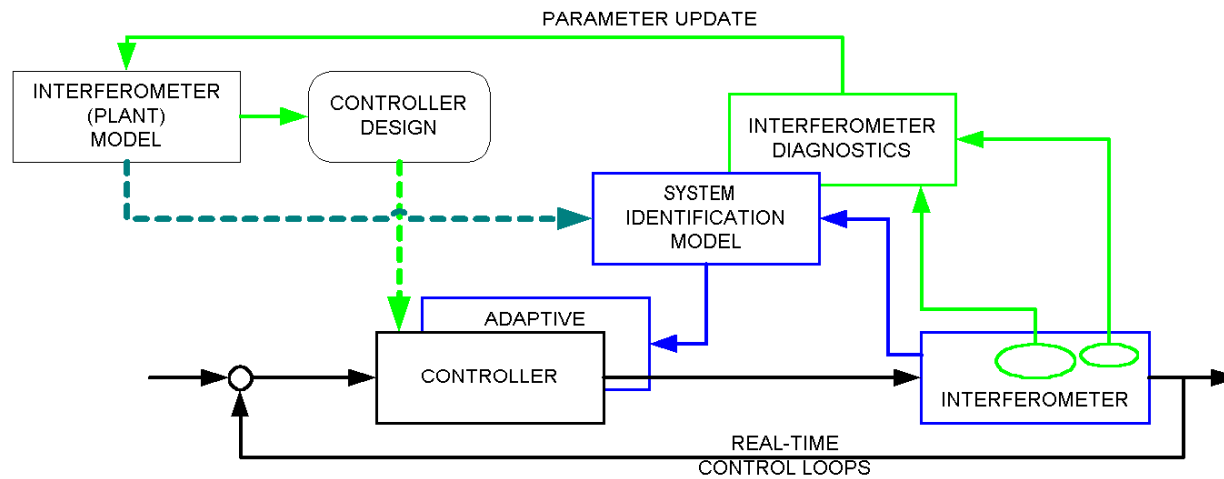 PARAMETER UPDATE
INTERFEROMETER
(PLANT)
MODEL
CONTROLLER
DESIGN
INTERFEROMETER
DIAGNOSTICS
SYSTEM
IDENTIFICATION
MODEL
ADAPTIVE
CONTROLLER
INTERFEROMETER
REAL-TIME
CONTROL LOOPS